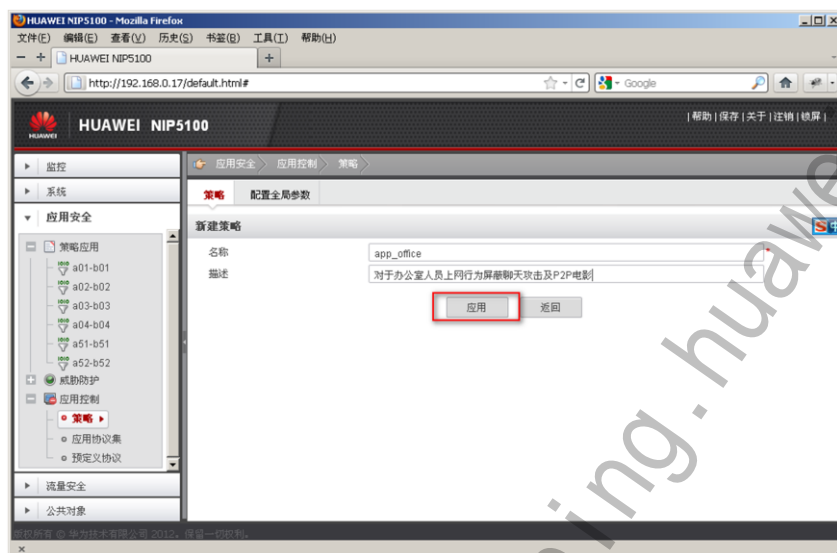 HUAWEI NIP5100 - Mozilla Firefox
文件(F) 编辑(E) 查看(V) 历史(S) 书签(B) 工具(T) 帮助(H)
HUAWEI NIP5100
http://192.168.0.17/default.html#
Google
HUAWEI
HUAWEI NIP5100
| 帮助 | 保存 | 关于 | 注销 | 锁屏 |
监控
系统
应用安全
策略应用
a01-b01
a02-b02
a03-b03
a04-b04
a51-b51
a52-b52
威胁防护
应用控制
策略
应用协议集
预定义协议
流量安全
公共对象
应用安全 应用控制 策略
策略 配置全局参数
新建策略
名称 app_office *
描述 对于办公室人员上网行为屏蔽聊天攻击及P2P电影
应用 返回
版权所有 © 华为技术有限公司 2012。保留一切权利。
ing.huawe